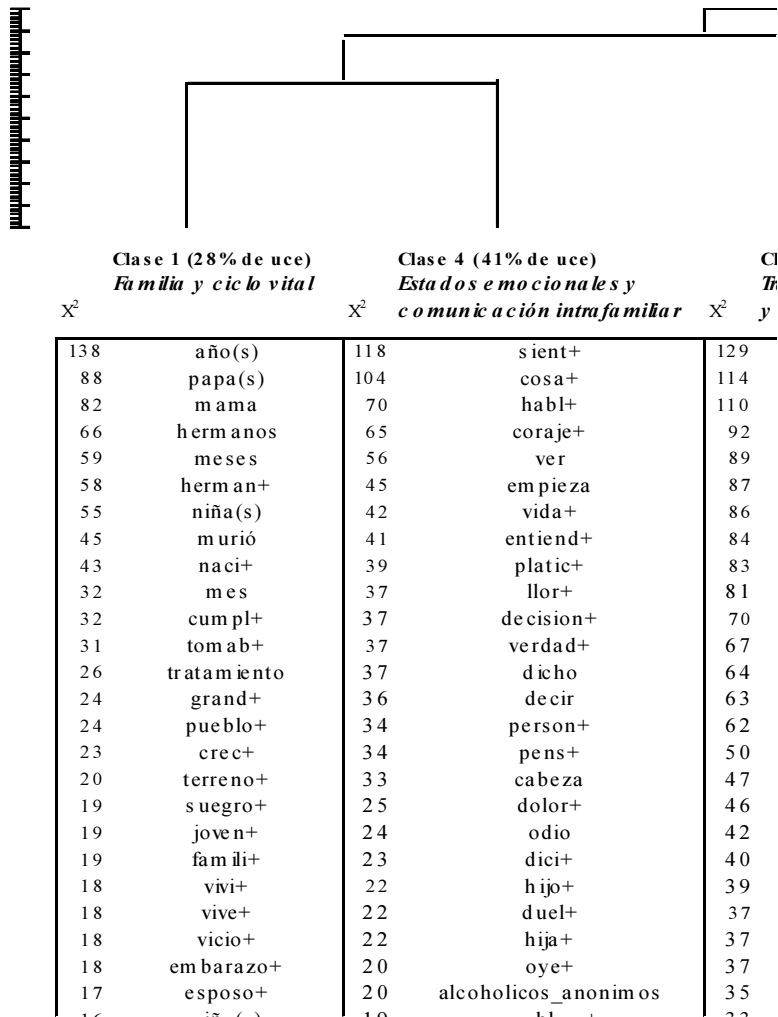 Clase 1 (28% de uce) Clase 4 (41% de uce)
Familia y ciclo vital Estados emocionales y
X² X² comunicación intrafamiliar X² y
138 año(s) 118 sient+ 129
88 papa(s) 104 cosa+ 114
82 mama 70 habl+ 110
66 hermanos 65 coraje+ 92
59 meses 56 ver 89
58 herman+ 45 empieza 87
55 niña(s) 42 vida+ 86
45 murió 41 entiend+ 84
43 naci+ 39 platic+ 83
32 mes 37 llor+ 81
32 cumpl+ 37 decision+ 70
31 tomab+ 37 verdad+ 67
26 tratamiento 37 dicho 64
24 grand+ 36 decir 63
24 pueblo+ 34 person+ 62
23 crec+ 34 pens+ 50
20 terreno+ 33 cabeza 47
19 suegro+ 25 dolor+ 46
19 joven+ 24 odio 42
19 famili+ 23 dici+ 40
18 vivi+ 22 hijo+ 39
18 vive+ 22 duel+ 37
18 vicio+ 22 hija+ 37
18 embarazo+ 20 oye+ 37
17 esposo+ 20 alcoholicos_anonimos 35